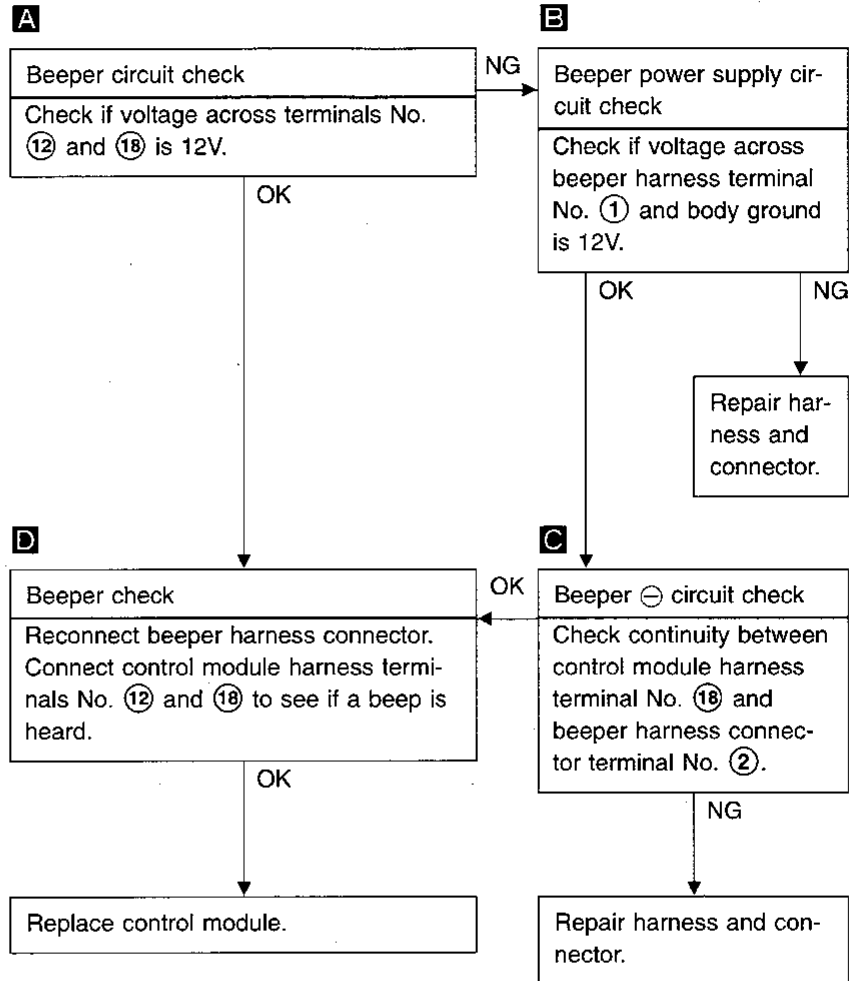 A
Beeper circuit check
Check if voltage across terminals No.
⑫ and ⑱ is 12V.
NG
OK
B
Beeper power supply cir-
cuit check
Check if voltage across
beeper harness terminal
No. ① and body ground
is 12V.
OK
NG
Repair har-
ness and
connector.
D
Beeper check
Reconnect beeper harness connector.
Connect control module harness termi-
nals No. ⑫ and ⑱ to see if a beep is
heard.
OK
OK
C
Beeper ⊖ circuit check
Check continuity between
control module harness
terminal No. ⑱ and
beeper harness connec-
tor terminal No. ②.
NG
Replace control module.
Repair harness and con-
nector.